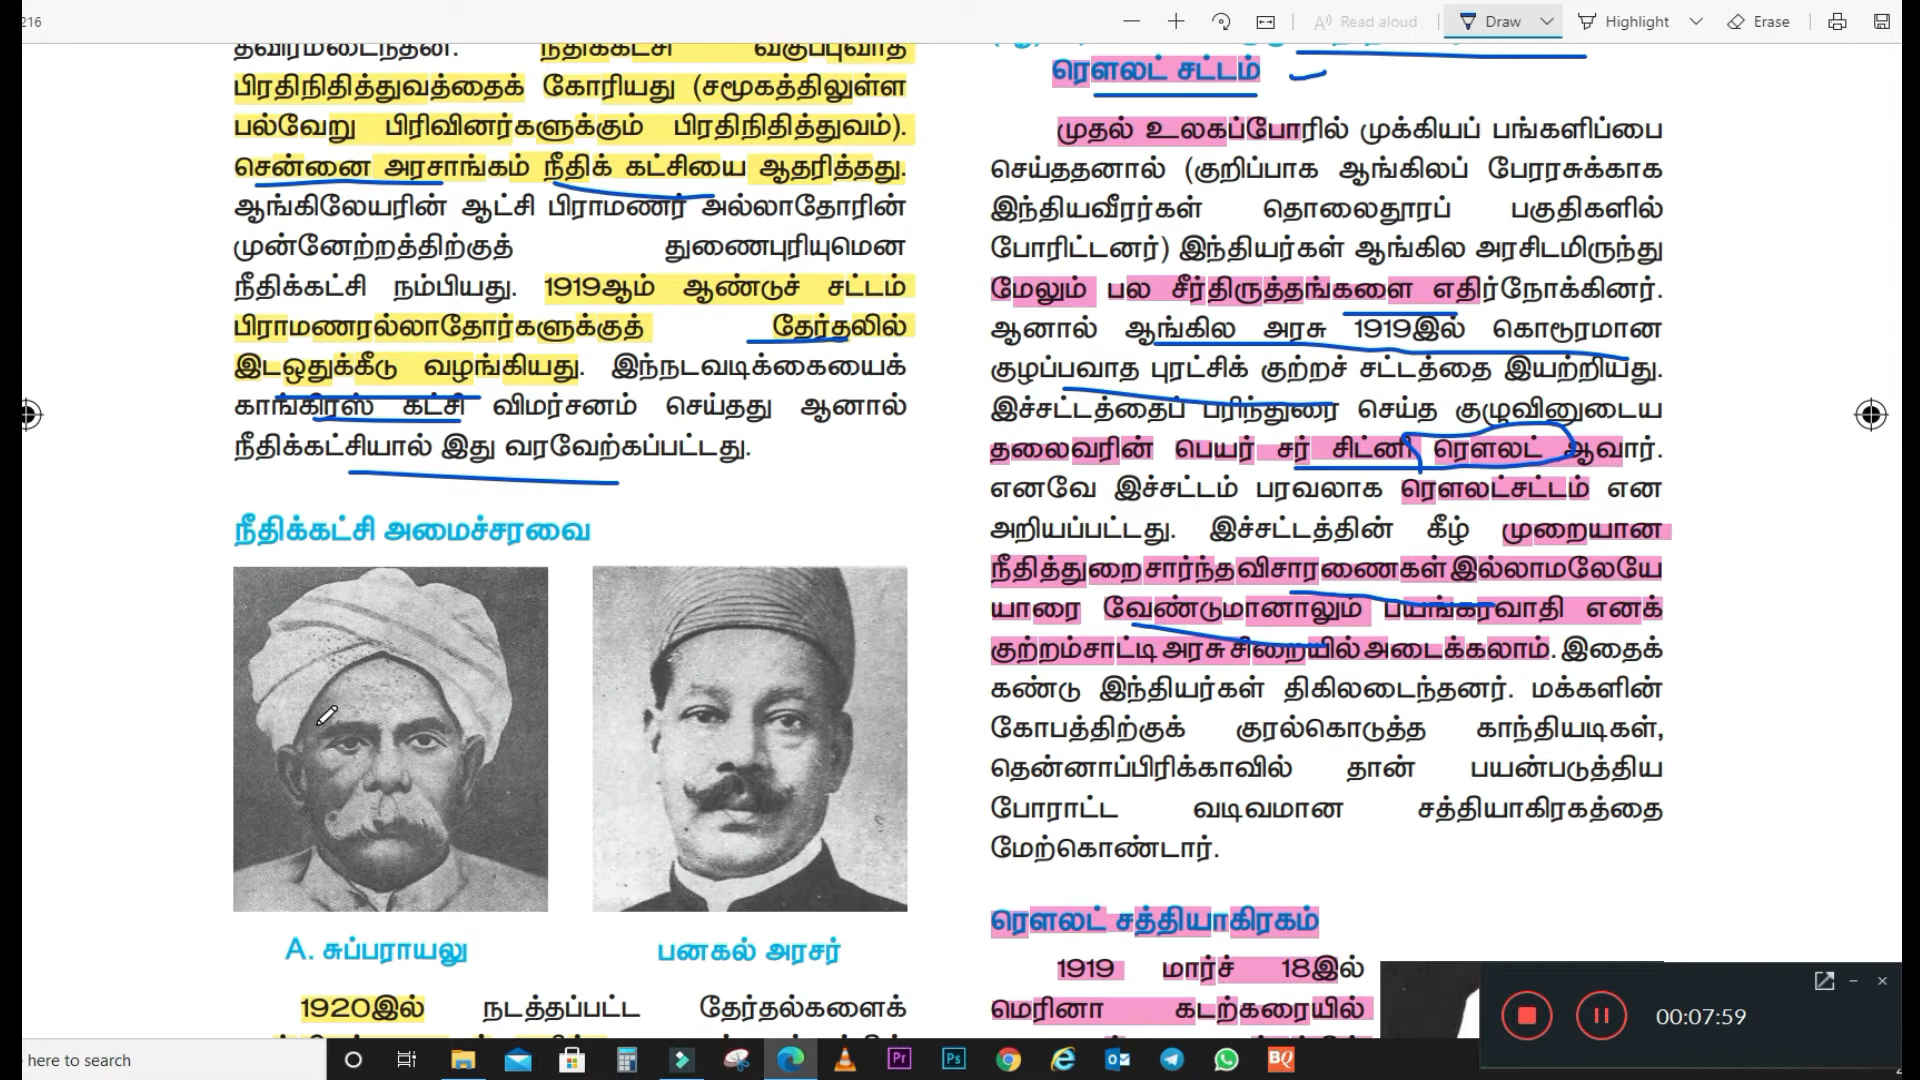 216
Read aloud
Draw
Highlight
Erase
தீவிரமடைந்தன. நீதிக்கட்சி வகுப்புவாத
பிரதிநிதித்துவத்தைக் கோரியது (சமூகத்திலுள்ள
பல்வேறு பிரிவினர்களுக்கும் பிரதிநிதித்துவம்).
சென்னை அரசாங்கம் நீதிக் கட்சியை ஆதரித்தது.
ஆங்கிலேயரின் ஆட்சி பிராமணர் அல்லாதோரின்
முன்னேற்றத்திற்குத் துணைபுரியுமென
நீதிக்கட்சி நம்பியது. 1919ஆம் ஆண்டுச் சட்டம்
பிராமணரல்லாதோர்களுக்குத் தேர்தலில்
இடஒதுக்கீடு வழங்கியது. இந்நடவடிக்கையைக்
காங்கிரஸ் கட்சி விமர்சனம் செய்தது ஆனால்
நீதிக்கட்சியால் இது வரவேற்கப்பட்டது.
நீதிக்கட்சி அமைச்சரவை
A. சுப்பராயலு
பனகல் அரசர்
1920இல் நடத்தப்பட்ட தேர்தல்களைக்
ரௌலட் சட்டம்
முதல் உலகப்போரில் முக்கியப் பங்களிப்பை
செய்ததனால் (குறிப்பாக ஆங்கிலப் பேரரசுக்காக
இந்தியவீரர்கள் தொலைதூரப் பகுதிகளில்
போரிட்டனர்) இந்தியர்கள் ஆங்கில அரசிடமிருந்து
மேலும் பல சீர்திருத்தங்களை எதிர்நோக்கினர்.
ஆனால் ஆங்கில அரசு 1919இல் கொடூரமான
குழப்பவாத புரட்சிக் குற்றச் சட்டத்தை இயற்றியது.
இச்சட்டத்தைப் பரிந்துரை செய்த குழுவினுடைய
தலைவரின் பெயர் சர் சிட்னி ரௌலட் ஆவார்.
எனவே இச்சட்டம் பரவலாக ரௌலட்சட்டம் என
அறியப்பட்டது. இச்சட்டத்தின் கீழ் முறையான
நீதித்துறைசார்ந்தவிசாரணைகள்இல்லாமலேயே
யாரை வேண்டுமானாலும் பயங்கரவாதி எனக்
குற்றம்சாட்டி அரசு சிறையில் அடைக்கலாம். இதைக்
கண்டு இந்தியர்கள் திகிலடைந்தனர். மக்களின்
கோபத்திற்குக் குரல்கொடுத்த காந்தியடிகள்,
தென்னாப்பிரிக்காவில் தான் பயன்படுத்திய
போராட்ட வடிவமான சத்தியாகிரகத்தை
மேற்கொண்டார்.
ரௌலட் சத்தியாகிரகம்
1919 மார்ச் 18இல்
மெரினா கடற்கரையில்
00:07:59
here to search
Pr
Ps
BQ